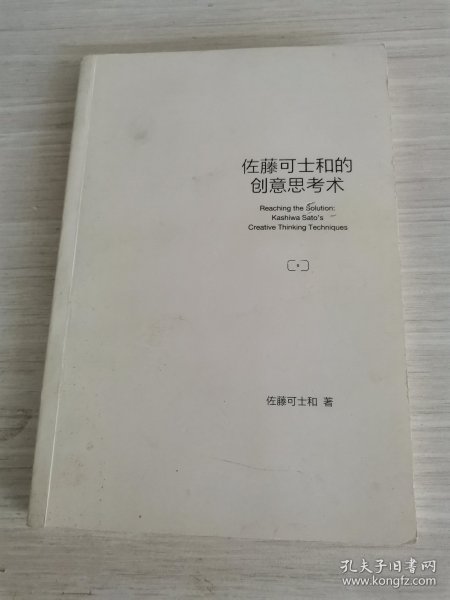 佐藤可士和的
创意思考术
Reaching the Solution:
Kashiwa Sato's
Creative Thinking Techniques
佐藤可士和 著
孔夫子旧书网
www.kongfz.com